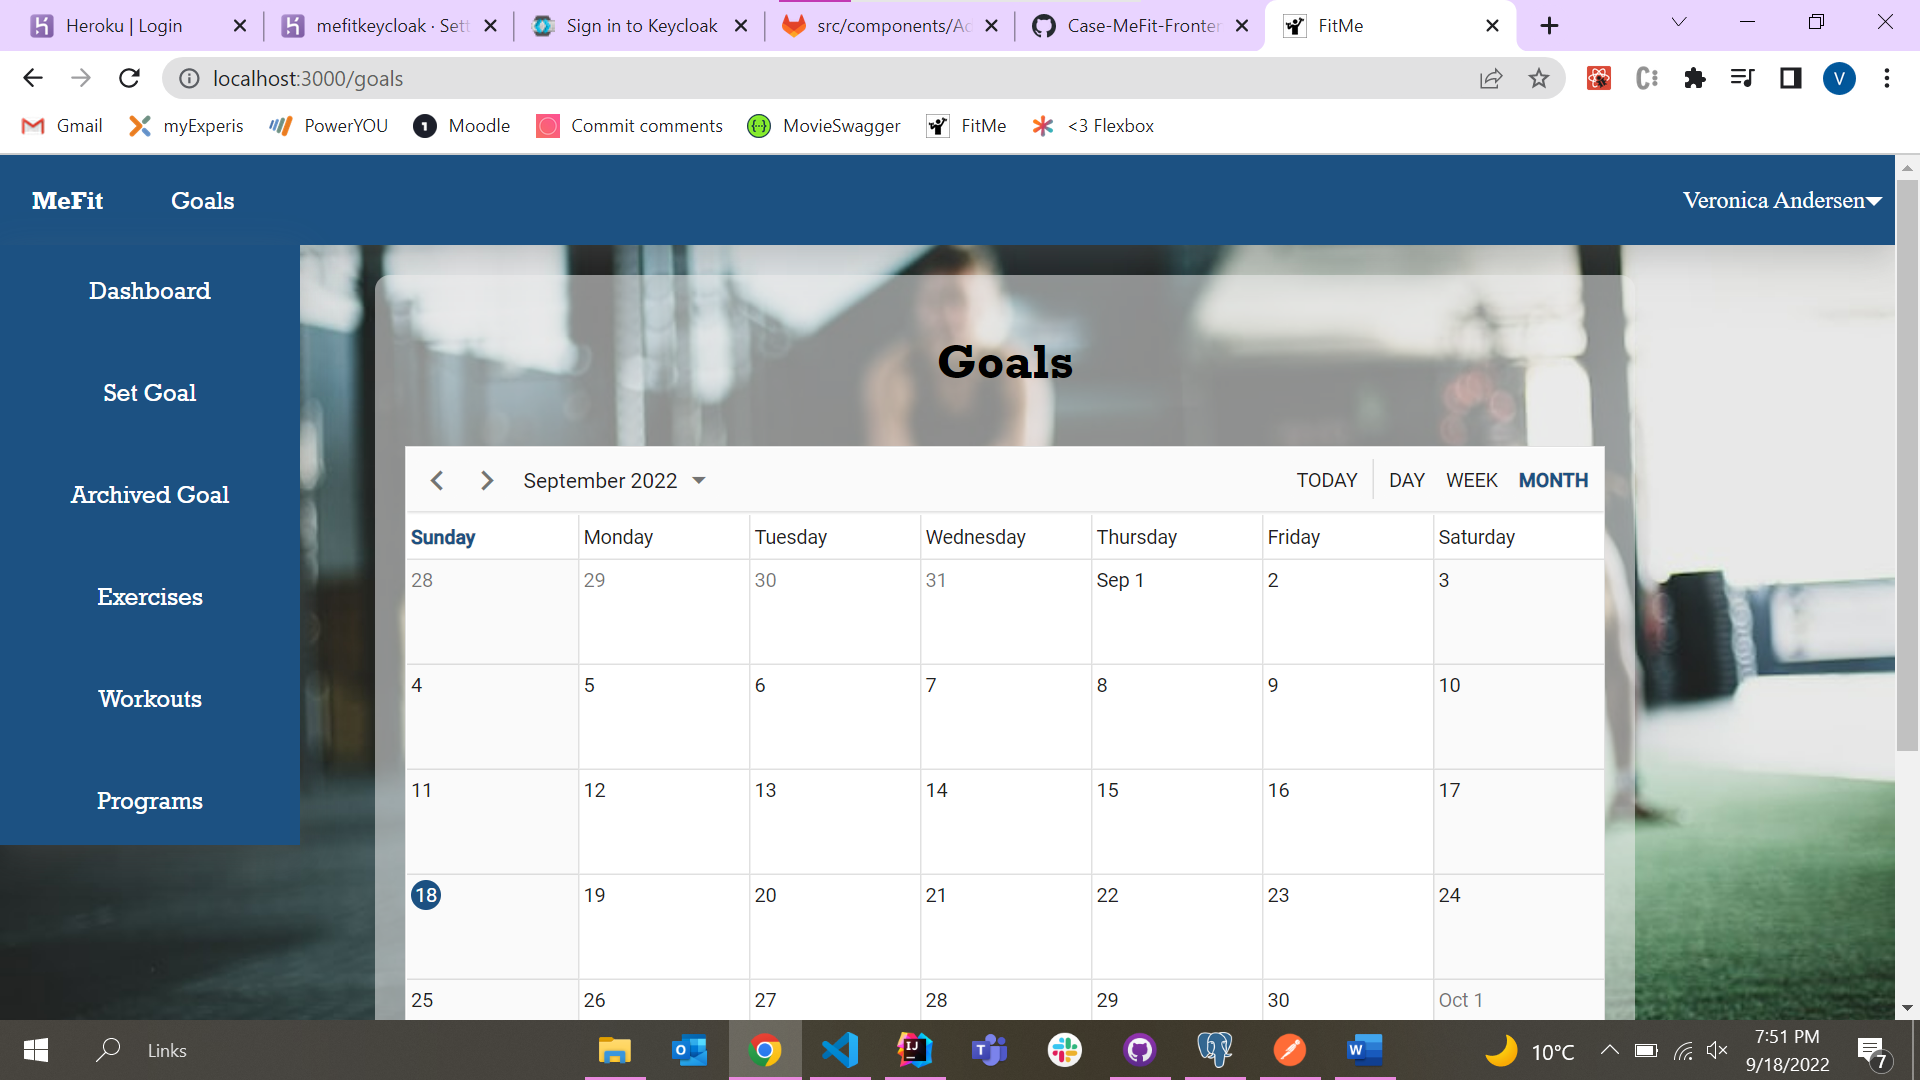 Heroku | Login
mefitkeycloak · Sett
Sign in to Keycloak
src/components/Ad
Case-MeFit-Fronter
FitMe
localhost:3000/goals
V
Gmail
myExperis
PowerYOU
Moodle
Commit comments
MovieSwagger
FitMe
<3 Flexbox
MeFit
Goals
Veronica Andersen
Dashboard
Set Goal
Archived Goal
Exercises
Workouts
Programs
Goals
September 2022
TODAY DAY WEEK MONTH
Sunday Monday Tuesday Wednesday Thursday Friday Saturday
28 29 30 31 Sep 1 2 3
4 5 6 7 8 9 10
11 12 13 14 15 16 17
18 19 20 21 22 23 24
25 26 27 28 29 30 Oct 1
Links
10°C
7:51 PM
9/18/2022
7